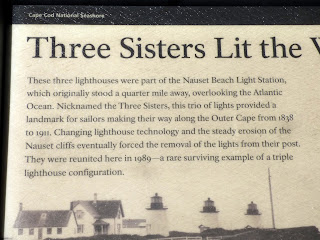 Cape Cod National Seashore
Three Sisters Lit the
These three lighthouses were part of the Nauset Beach Light Station,
which originally stood a quarter mile away, overlooking the Atlantic
Ocean. Nicknamed the Three Sisters, this trio of lights provided a
landmark for sailors making their way along the Outer Cape from 1838
to 1911. Changing lighthouse technology and the steady erosion of the
Nauset cliffs eventually forced the removal of the lights from their post.
They were reunited here in 1989—a rare surviving example of a triple
lighthouse configuration.